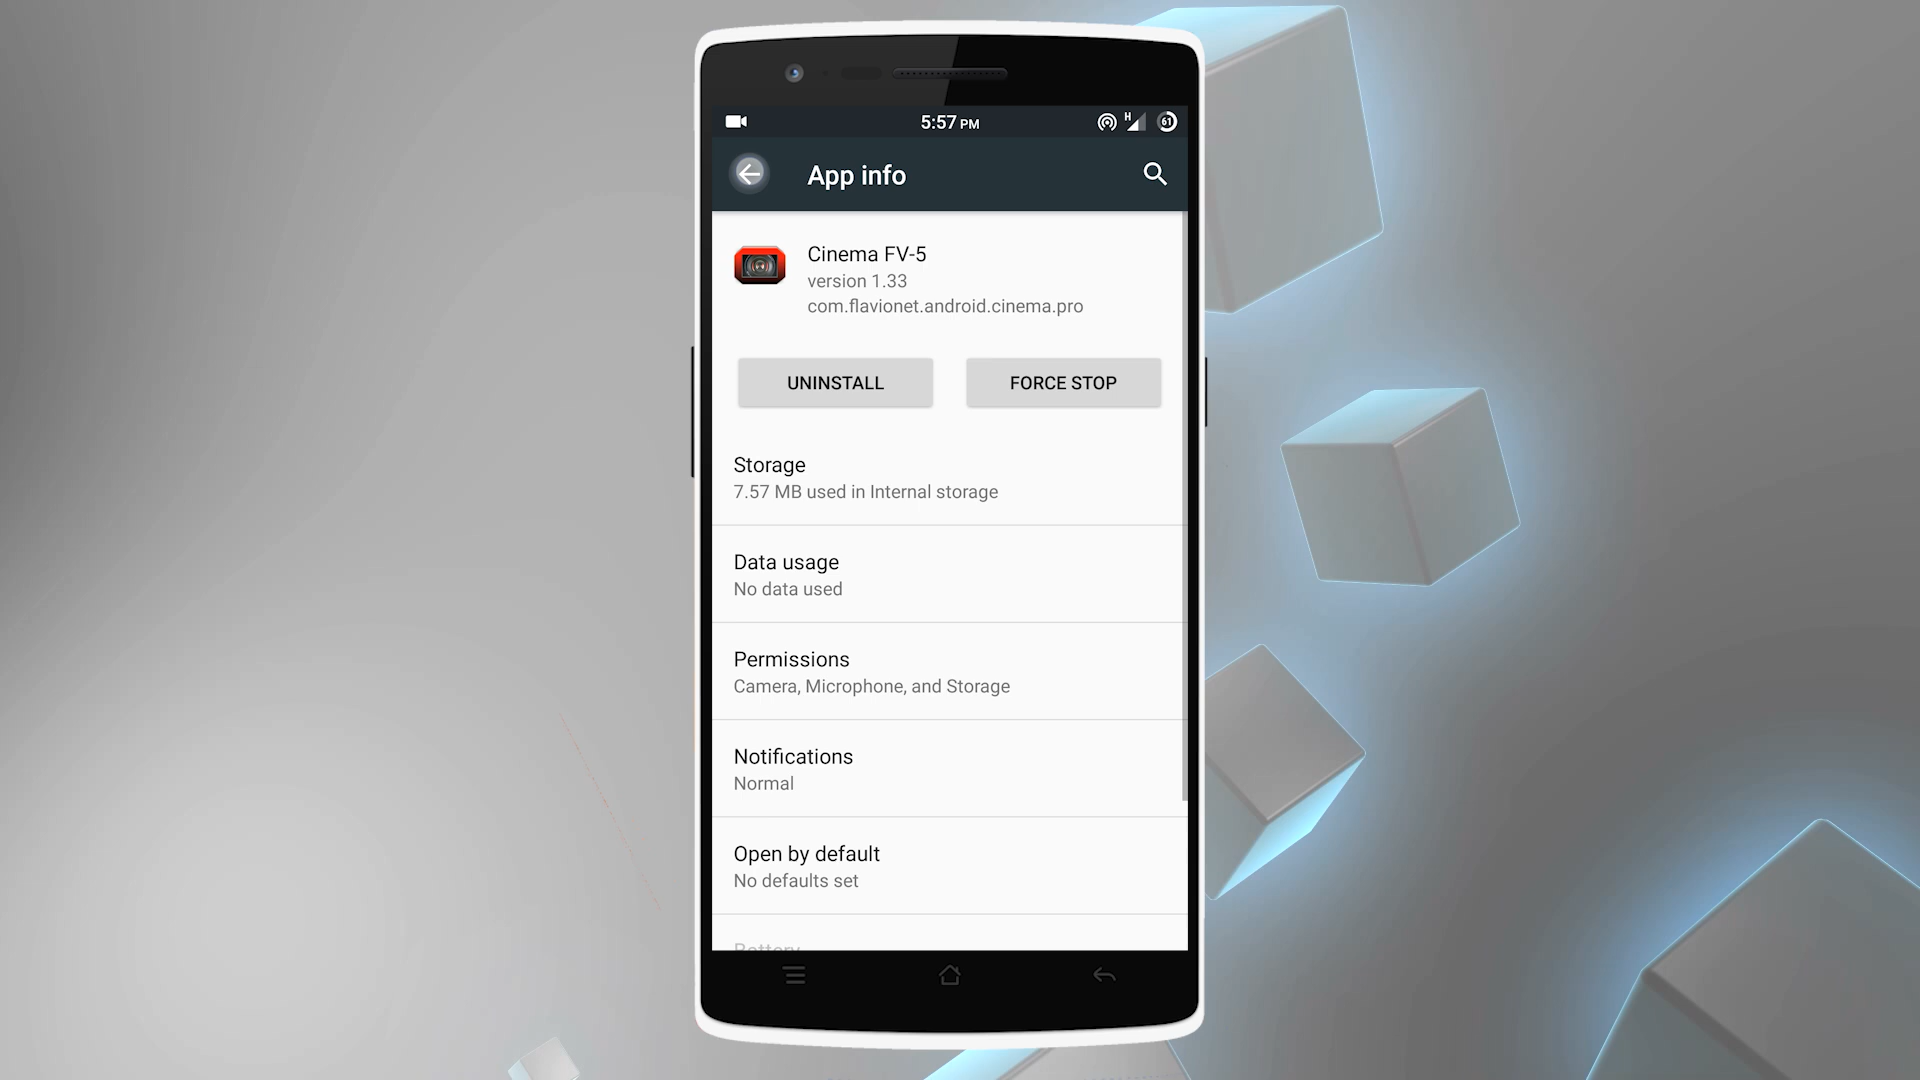 5:57 PM
H
61
App info
Cinema FV-5
version 1.33
com.flavionet.android.cinema.pro
UNINSTALL
FORCE STOP
Storage
7.57 MB used in Internal storage
Data usage
No data used
Permissions
Camera, Microphone, and Storage
Notifications
Normal
Open by default
No defaults set
Battery